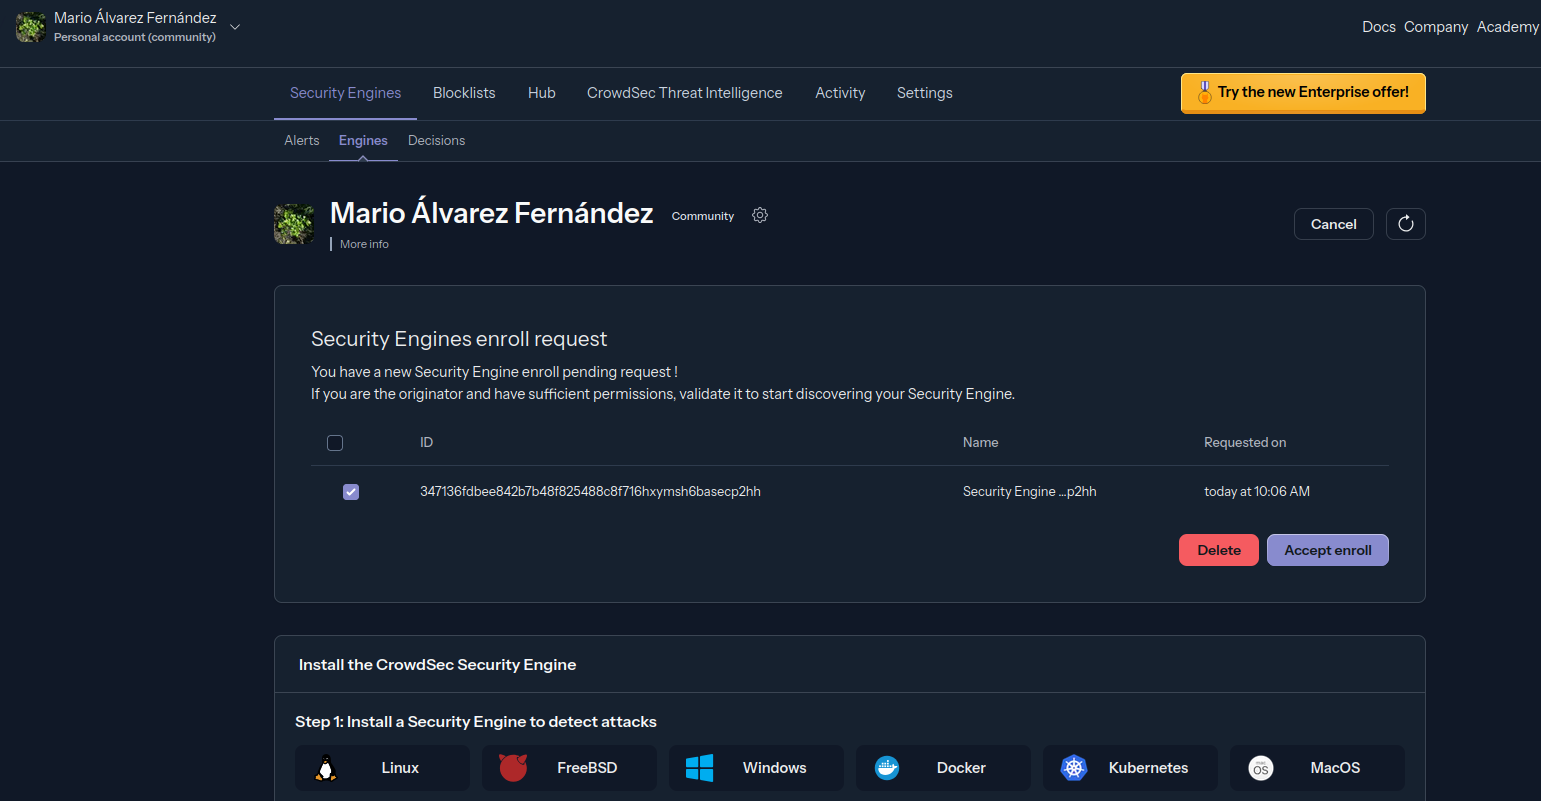 Mario Álvarez Fernández
Personal account (community)
Docs Company Academy
Security Engines Blocklists Hub CrowdSec Threat Intelligence Activity Settings Try the new Enterprise offer!
Alerts Engines Decisions
Mario Álvarez Fernández Community
More info
Cancel
Security Engines enroll request
You have a new Security Engine enroll pending request !
If you are the originator and have sufficient permissions, validate it to start discovering your Security Engine.
ID Name Requested on
347136fdbee842b7b48f825488c8f716hxymsh6basecp2hh Security Engine ...p2hh today at 10:06 AM
Delete Accept enroll
Install the CrowdSec Security Engine
Step 1: Install a Security Engine to detect attacks
Linux FreeBSD Windows Docker Kubernetes MacOS